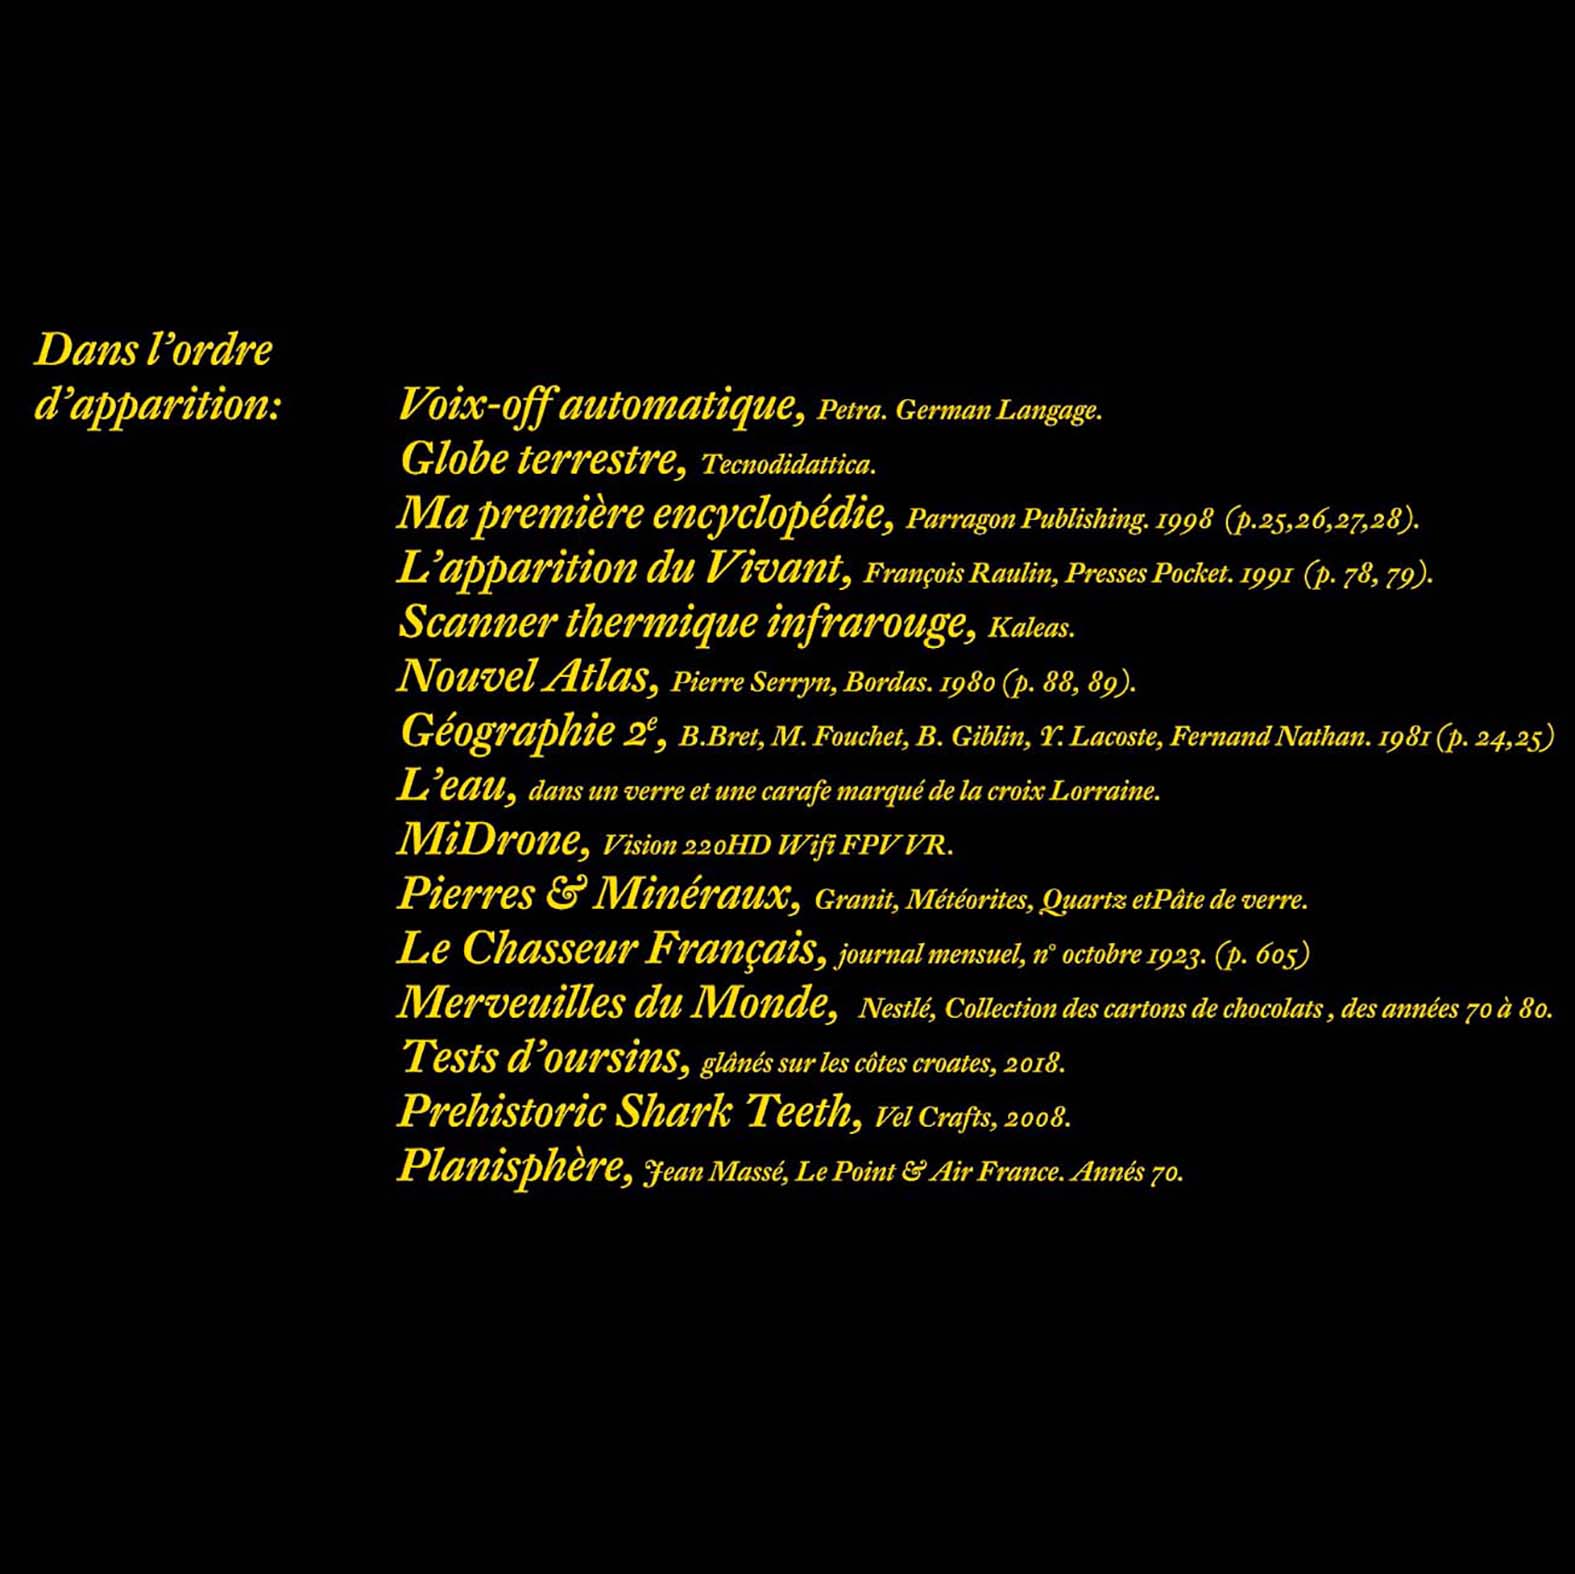 Dans l’ordre
d’apparition:
Voix-off automatique, Petra. German Langage.
Globe terrestre, Tecnodidattica.
Ma première encyclopédie, Parragon Publishing. 1998 (p.25,26,27,28).
L’apparition du Vivant, François Raulin, Presses Pocket. 1991 (p. 78, 79).
Scanner thermique infrarouge, Kaleas.
Nouvel Atlas, Pierre Serryn, Bordas. 1980 (p. 88, 89).
Géographie 2e, B.Bret, M. Fouchet, B. Giblin, Y. Lacoste, Fernand Nathan. 1981 (p. 24,25)
L’eau, dans un verre et une carafe marqué de la croix Lorraine.
MiDrone, Vision 220HD Wifi FPV VR.
Pierres & Minéraux, Granit, Météorites, Quartz etPâte de verre.
Le Chasseur Français, journal mensuel, n° octobre 1923. (p. 605)
Merveuilles du Monde, Nestlé, Collection des cartons de chocolats , des années 70 à 80.
Tests d’oursins, glânés sur les côtes croates, 2018.
Prehistoric Shark Teeth, Vel Crafts, 2008.
Planisphère, Jean Massé, Le Point & Air France. Annés 70.